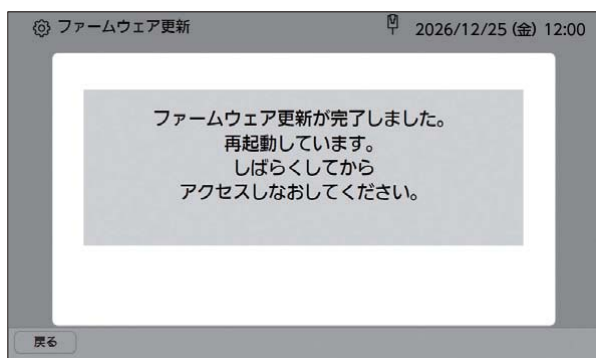 ファームウェア更新
M
2026/12/25 (金) 12:00
ファームウェア更新が完了しました。
再起動しています。
しばらくしてから
アクセスしなおしてください。
戻る